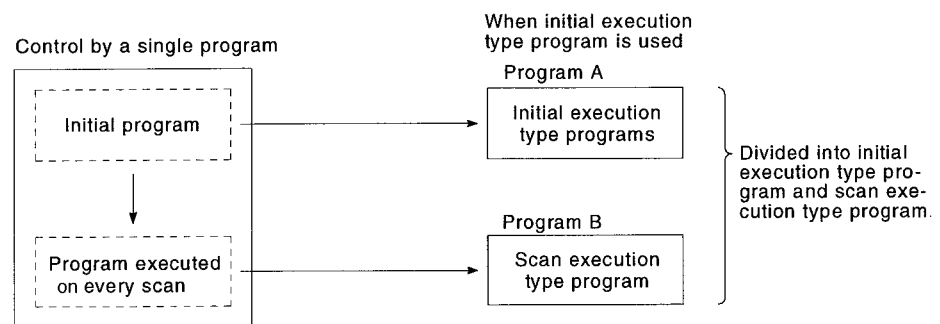 Control by a single program
Initial program
Program executed
on every scan
When initial execution
type program is used
Program A
Initial execution
type programs
Program B
Scan execution
type program
Divided into initial
execution type pro-
gram and scan exe-
cution type program.